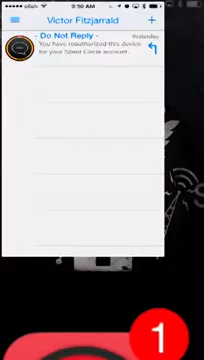 9:50 AM
Victor Fitzjarrald
- Do Not Reply -
Yesterday
You have reauthorized this device
for your Silent Circle account.
1